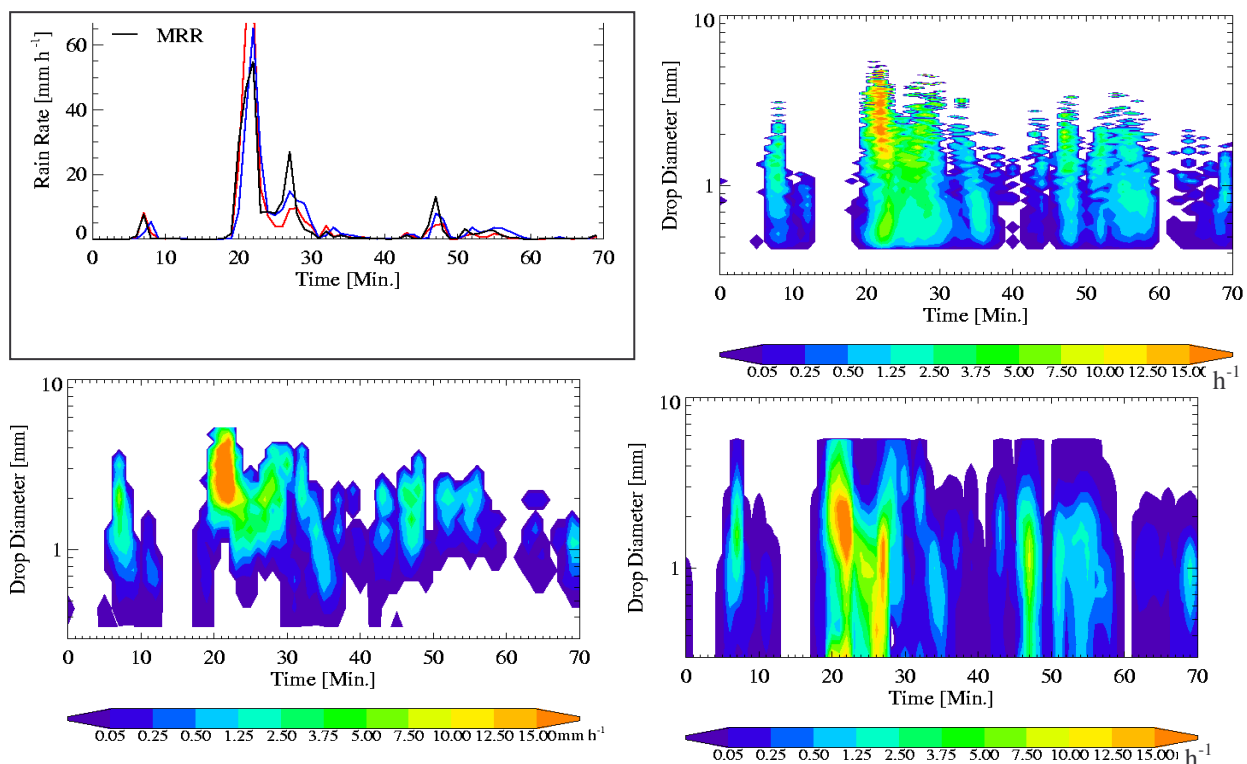 MRR
Rain Rate [mm h⁻¹]
60
40
20
0
0 10 20 30 40 50 60 70
Time [Min.]
10
1
Drop Diameter [mm]
0 10 20 30 40 50 60 70
Time [Min.]
0.05 0.25 0.50 1.25 2.50 3.75 5.00 7.50 10.00 12.50 15.00 h⁻¹
10
1
Drop Diameter [mm]
0 10 20 30 40 50 60 70
Time [Min.]
0.05 0.25 0.50 1.25 2.50 3.75 5.00 7.50 10.00 12.50 15.00 mm h⁻¹
10
1
Drop Diameter [mm]
0 10 20 30 40 50 60 70
Time [Min.]
0.05 0.25 0.50 1.25 2.50 3.75 5.00 7.50 10.00 12.50 15.00 h⁻¹